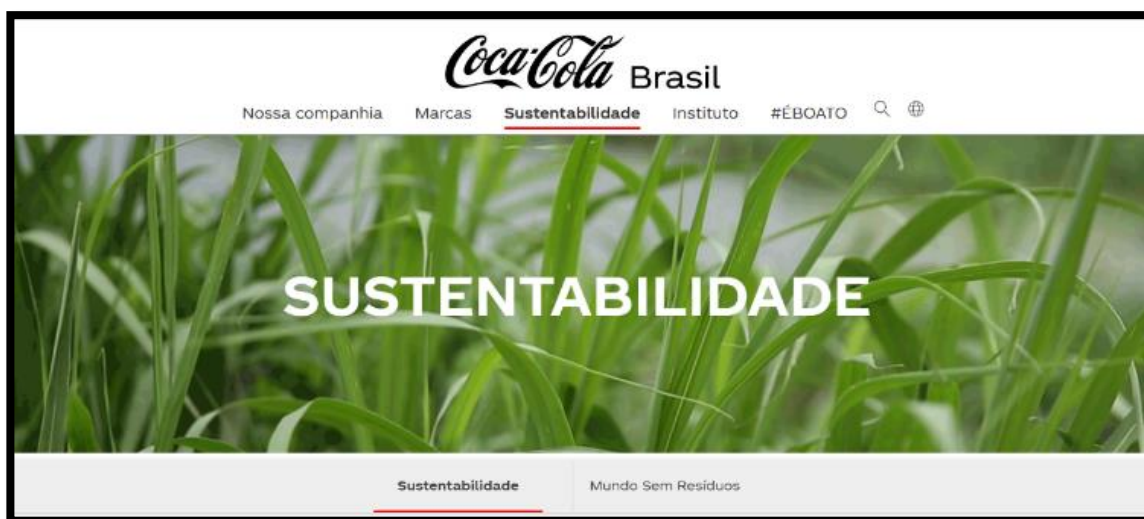 Coca-Cola Brasil
Nossa companhia Marcas Sustentabilidade Instituto #ÉBOATO
SUSTENTABILIDADE
Sustentabilidade Mundo Sem Resíduos